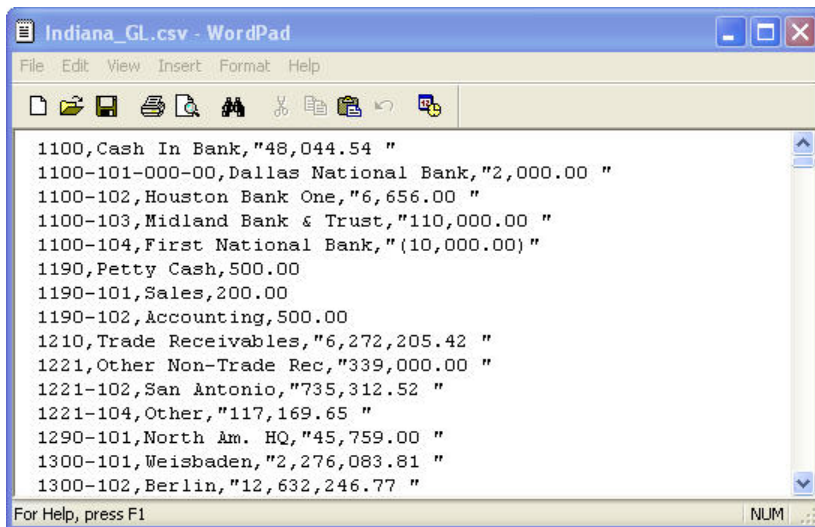 Indiana_GL.csv - WordPad
File Edit View Insert Format Help
1100,Cash In Bank,"48,044.54 "
1100-101-000-00,Dallas National Bank,"2,000.00 "
1100-102,Houston Bank One,"6,656.00 "
1100-103,Midland Bank & Trust,"110,000.00 "
1100-104,First National Bank,"(10,000.00)"
1190,Petty Cash,500.00
1190-101,Sales,200.00
1190-102,Accounting,500.00
1210,Trade Receivables,"6,272,205.42 "
1221,Other Non-Trade Rec,"339,000.00 "
1221-102,San Antonio,"735,312.52 "
1221-104,Other,"117,169.65 "
1290-101,North Am. HQ,"45,759.00 "
1300-101,Weisbaden,"2,276,083.81 "
1300-102,Berlin,"12,632,246.77 "
For Help, press F1 NUM